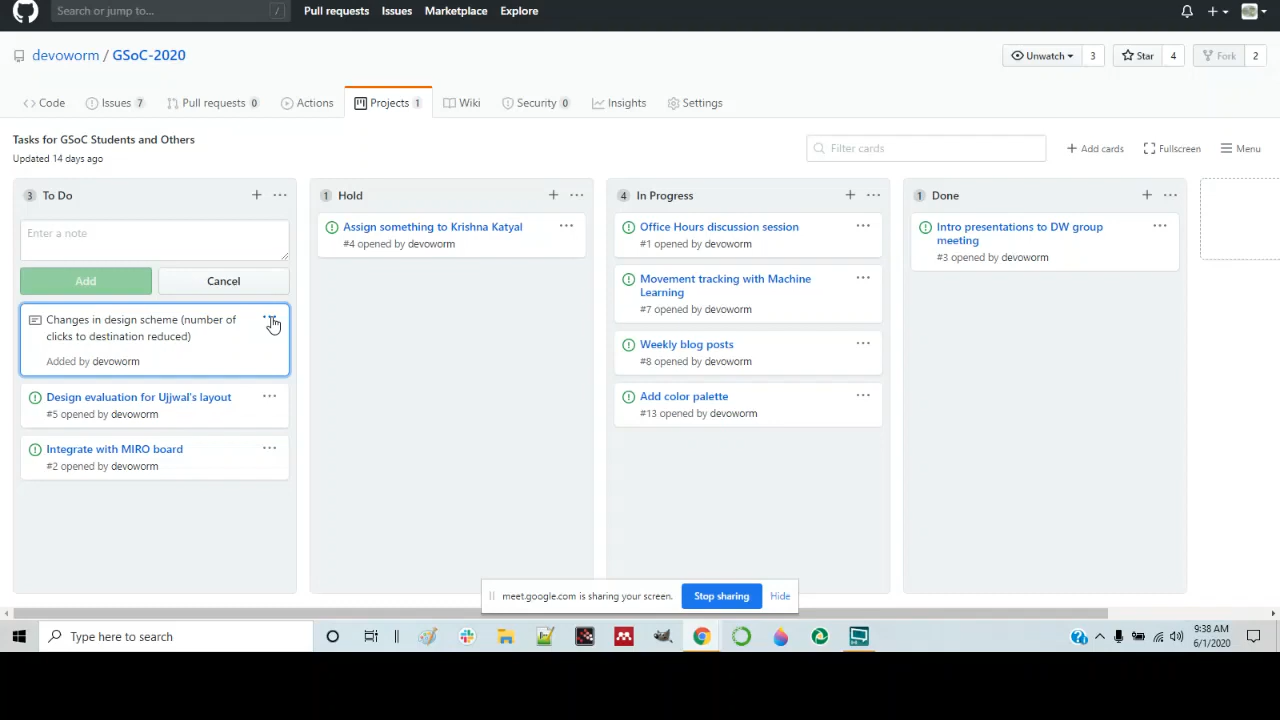 Search or jump to...
/
Pull requests
Issues
Marketplace
Explore
devoworm / GSoC-2020
Unwatch 3
Star 4
Fork 2
Code
Issues 7
Pull requests 0
Actions
Projects 1
Wiki
Security 0
Insights
Settings
Tasks for GSoC Students and Others
Updated 14 days ago
Filter cards
+ Add cards
Fullscreen
Menu
3 To Do
Enter a note
Add
Cancel
Changes in design scheme (number of
clicks to destination reduced)
Added by devoworm
Design evaluation for Ujjwal's layout
#5 opened by devoworm
Integrate with MIRO board
#2 opened by devoworm
1 Hold
Assign something to Krishna Katyal
#4 opened by devoworm
4 In Progress
Office Hours discussion session
#1 opened by devoworm
Movement tracking with Machine
Learning
#7 opened by devoworm
Weekly blog posts
#8 opened by devoworm
Add color palette
#13 opened by devoworm
1 Done
Intro presentations to DW group
meeting
#3 opened by devoworm
meet.google.com is sharing your screen.
Stop sharing
Hide
Type here to search
9:38 AM
6/1/2020